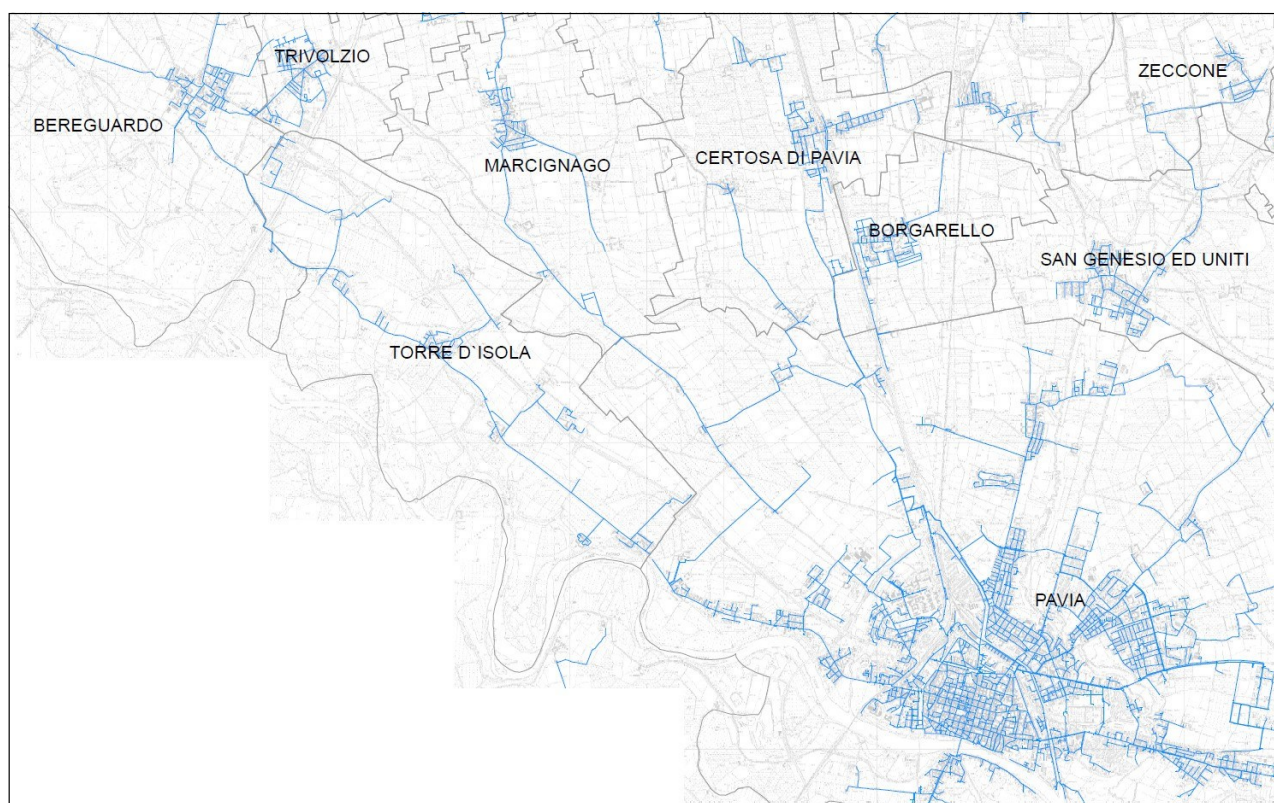 TRIVOLZIO
ZECCONE
BEREGUARDO
MARCIGNAGO
CERTOSA DI PAVIA
BORGARELLO
SAN GENESIO ED UNITI
TORRE D`ISOLA
PAVIA